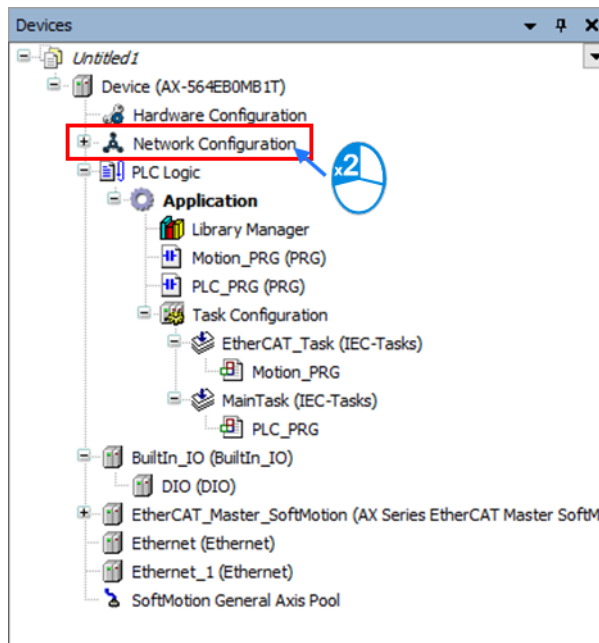 Devices
Untitled1
Device (AX-564EB0MB1T)
Hardware Configuration
Network Configuration
x2
PLC Logic
Application
Library Manager
Motion_PRG (PRG)
PLC_PRG (PRG)
Task Configuration
EtherCAT_Task (IEC-Tasks)
Motion_PRG
MainTask (IEC-Tasks)
PLC_PRG
BuiltIn_IO (BuiltIn_IO)
DIO (DIO)
EtherCAT_Master_SoftMotion (AX Series EtherCAT Master SoftM
Ethernet (Ethernet)
Ethernet_1 (Ethernet)
SoftMotion General Axis Pool